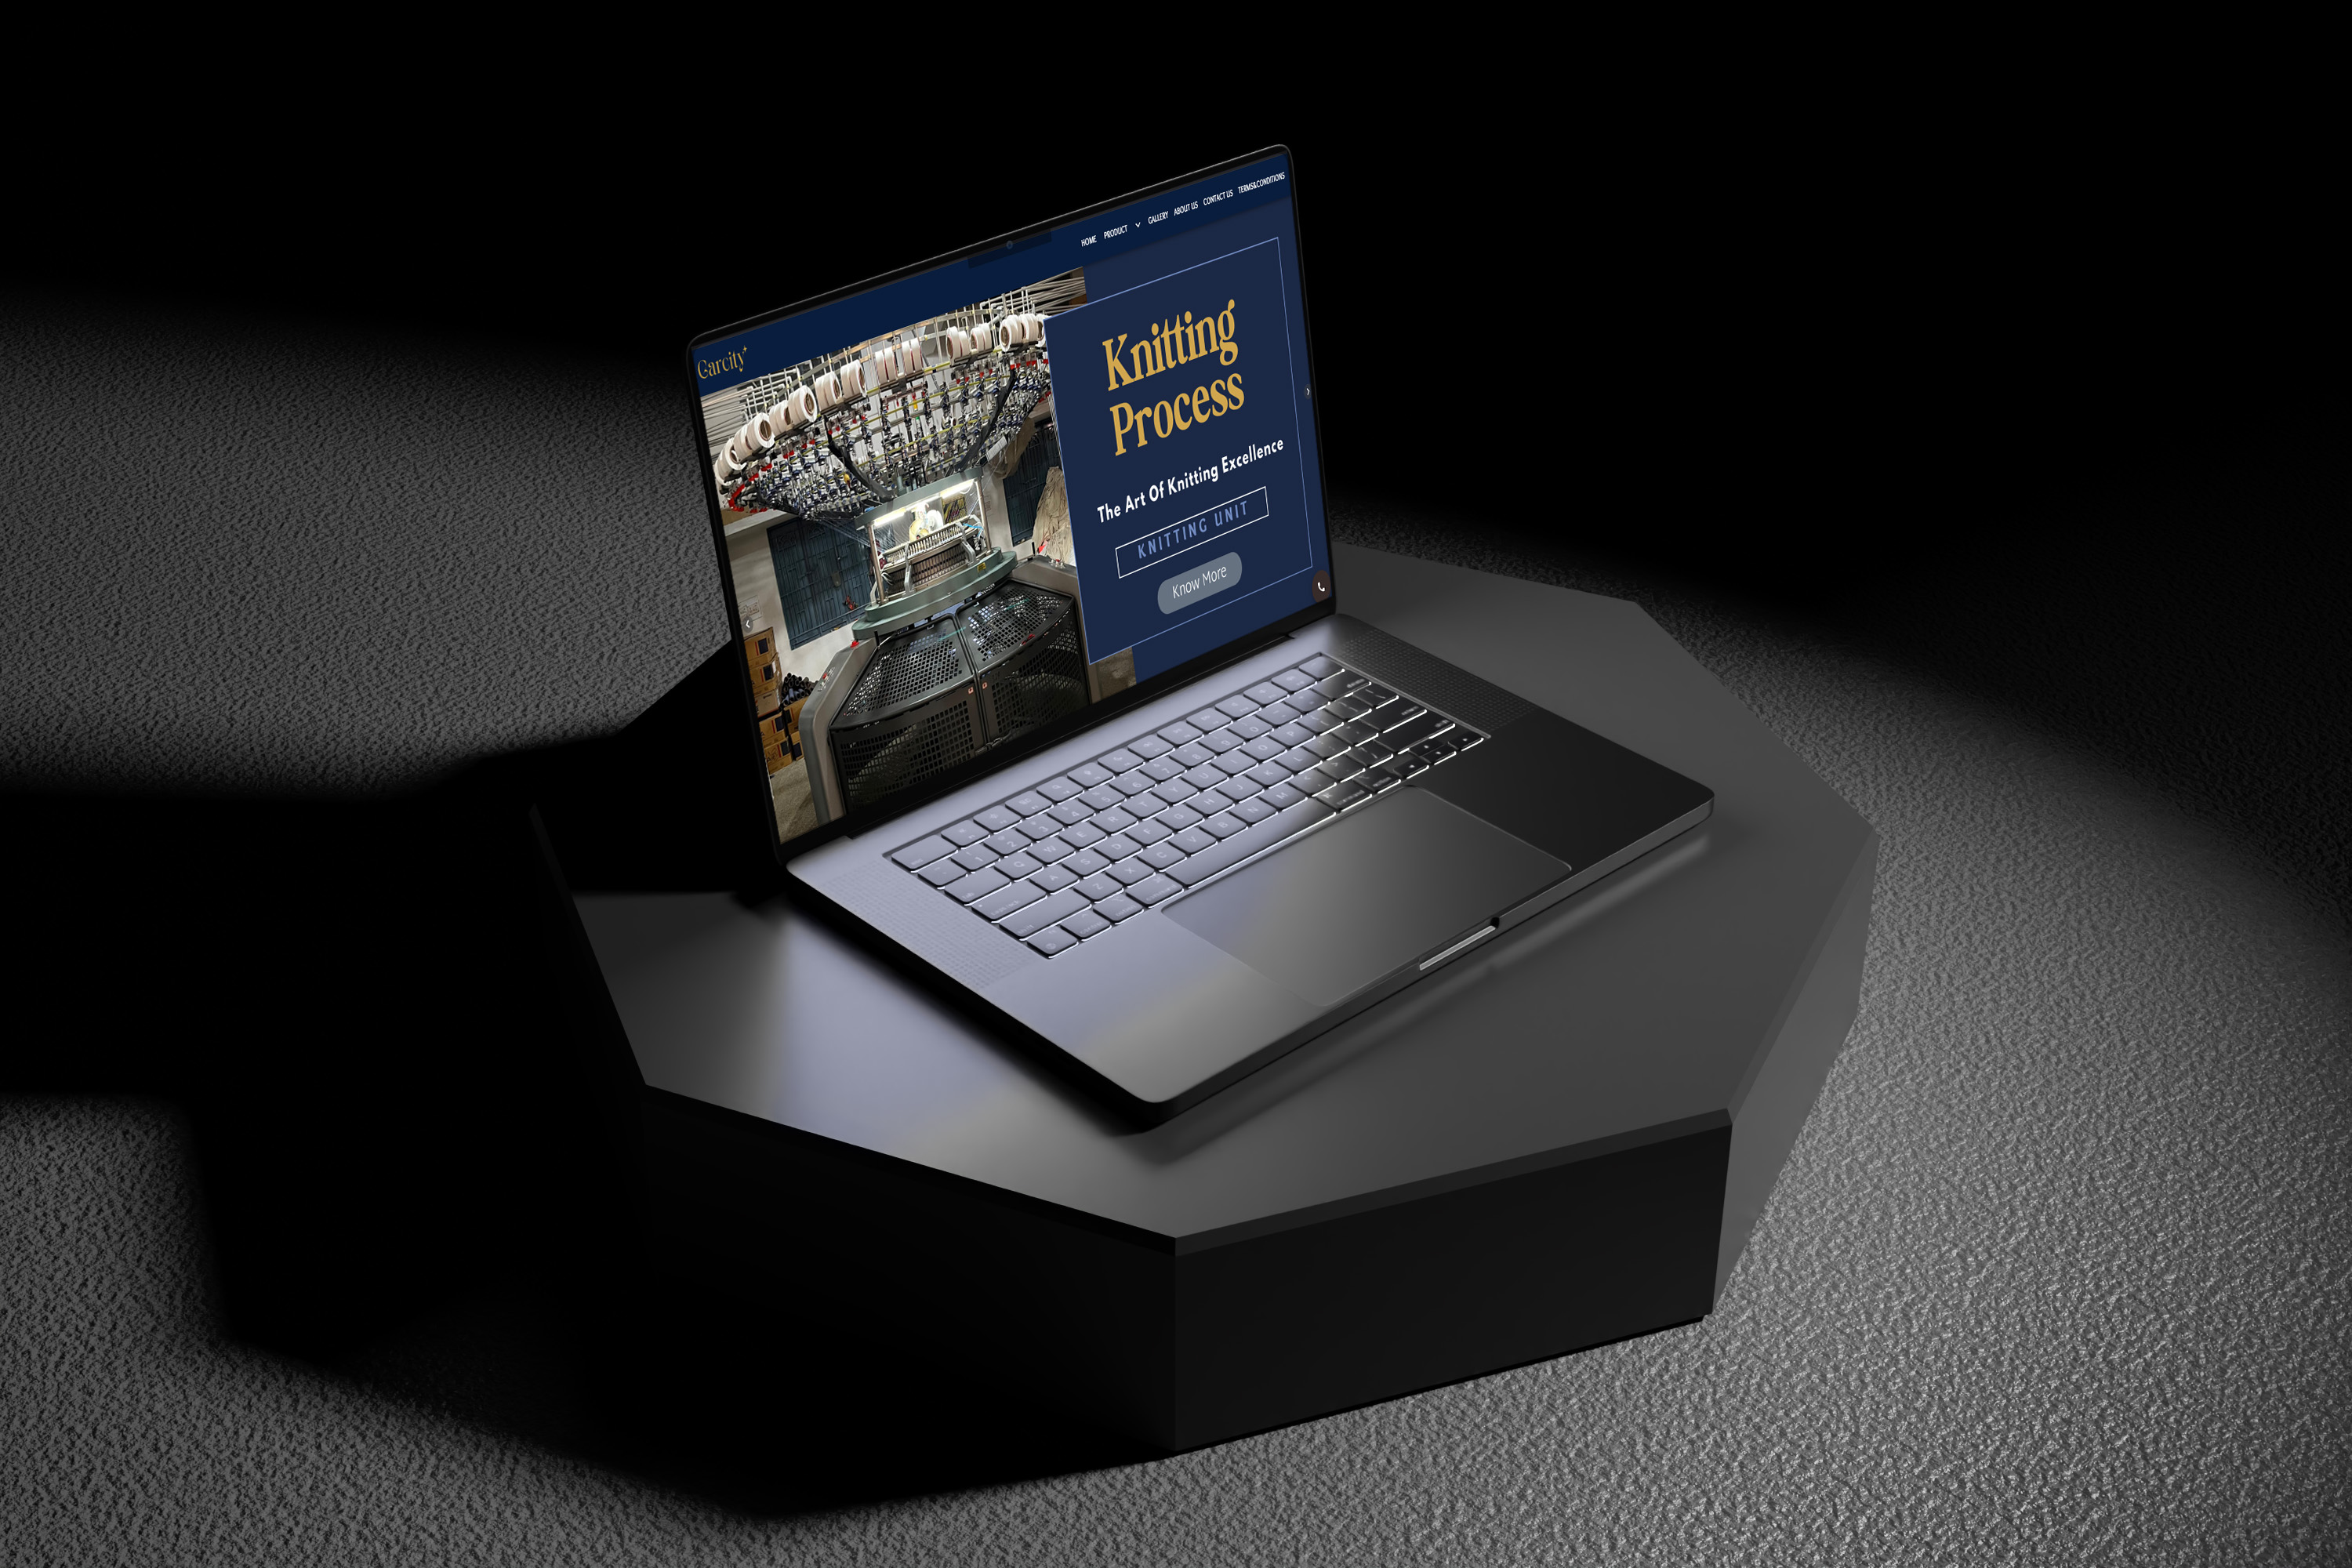 HOME PRODUCT GALLERY ABOUT US CONTACT US TERMS&CONDITIONS
Garcity
Knitting
Process
The Art Of Knitting Excellence
KNITTING UNIT
Know More